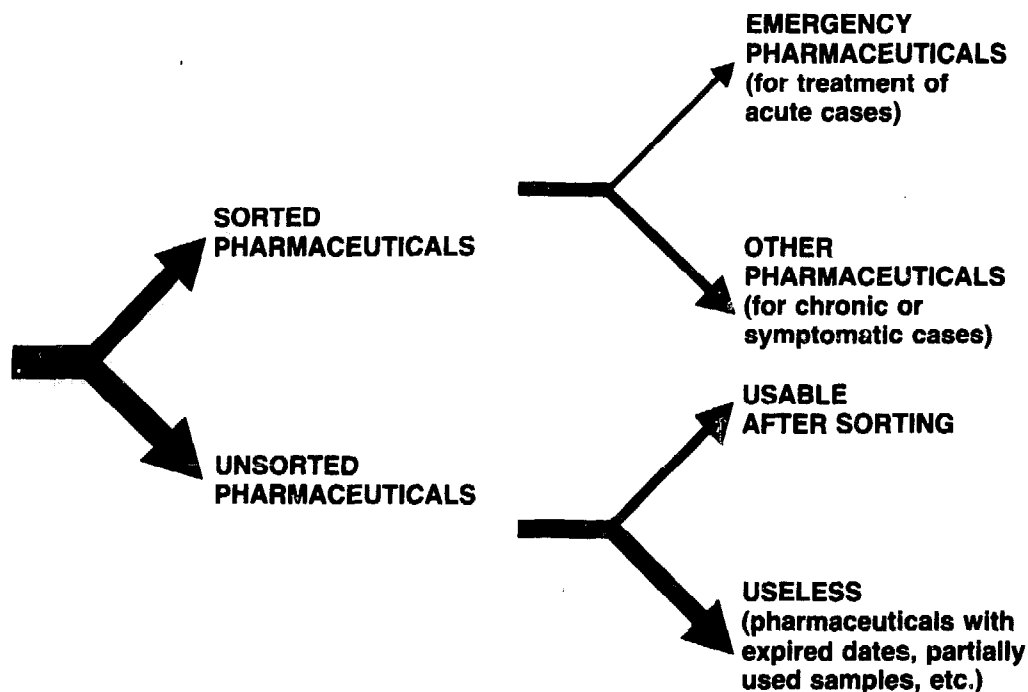 SORTED
PHARMACEUTICALS
UNSORTED
PHARMACEUTICALS
EMERGENCY
PHARMACEUTICALS
(for treatment of
acute cases)
OTHER
PHARMACEUTICALS
(for chronic or
symptomatic cases)
USABLE
AFTER SORTING
USELESS
(pharmaceuticals with
expired dates, partially
used samples, etc.)